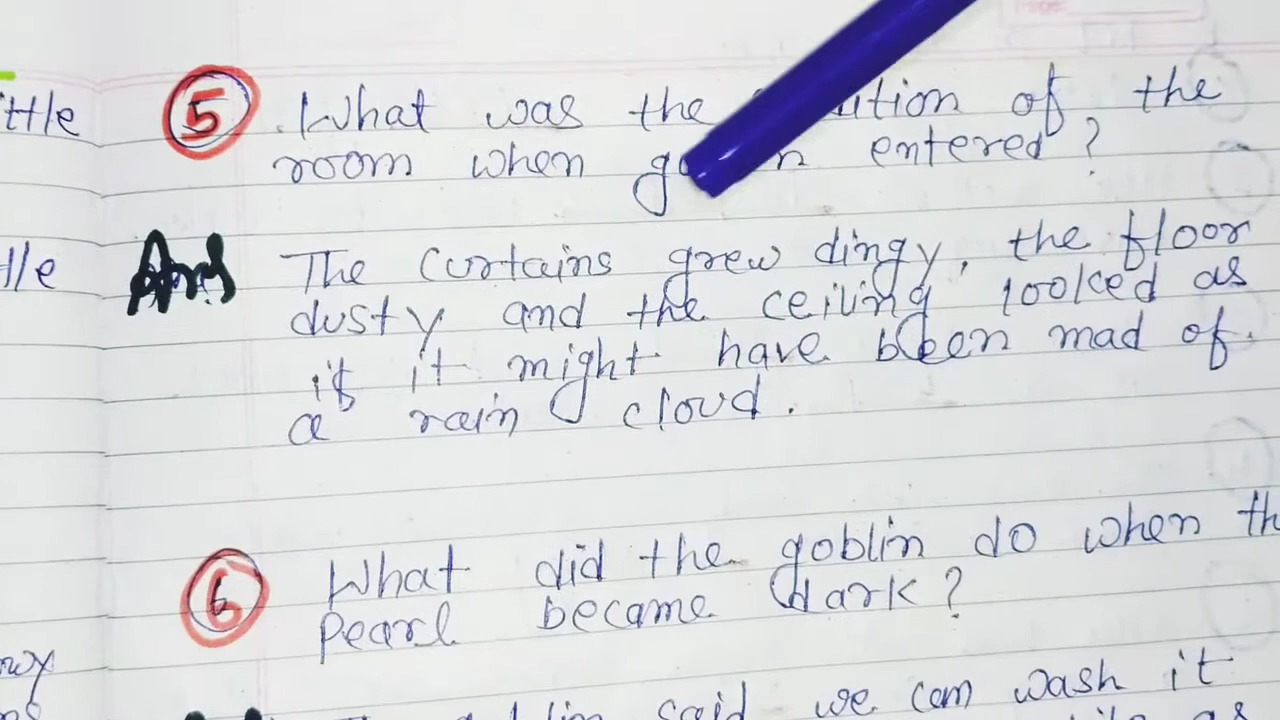 ttle
5 What was the of the
room when entered?
tle
Ans The curtains grew dingy, the floor
dusty and the ceiling looked as
if it might have been mad of
a rain cloud.
6 What did the goblin do when th
pearl became dark?
said we can wash it